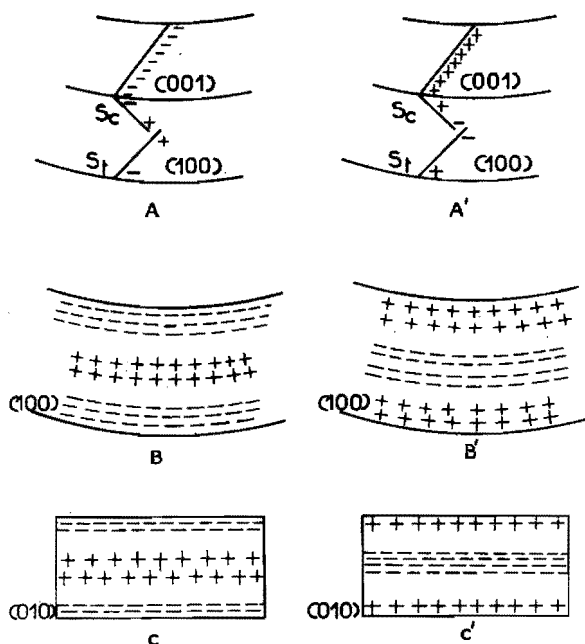 (001) (001)
Sc Sc
St (100) St (100)
A A'
(100) (100)
B B'
(010) (010)
C C'